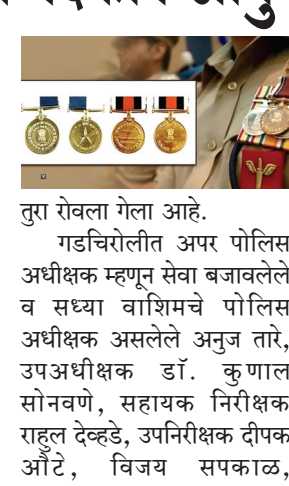 तुरा रोवला गेला आहे.
गडचिरोलीत अपर पोलिस
अधीक्षक म्हणून सेवा बजावलेले
व सध्या वाशिमचे पोलिस
अधीक्षक असलेले अनुज तारे,
उपअधीक्षक डॉ. कुणाल
सोनवणे, सहायक निरीक्षक
राहुल देव्हडे, उपनिरीक्षक दीपक
औटे, विजय सपकाळ,